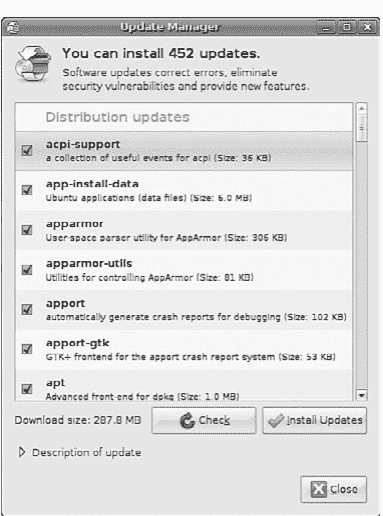 Update Manager
You can install 452 updates.
Software updates correct errors, eliminate
security vulnerabilities and provide new features.
Distribution updates
acpi-support
a collection of useful events for acpi (Size: 36 KB)
app-install-data
Ubuntu applications (data files) (Size: 6.0 MB)
apparmor
User-space parser utility for AppArmor (Size: 306 KB)
apparmor-utils
Utilities for controlling AppArmor (Size: 81 KB)
apport
automatically generate crash reports for debugging (Size: 102 KB)
apport-gtk
GTK+ frontend for the apport crash report system (Size: 53 KB)
apt
Advanced front-end for dpkg (Size: 1.0 MB)
Download size: 287.8 MB Check Install Updates
Description of update
Close